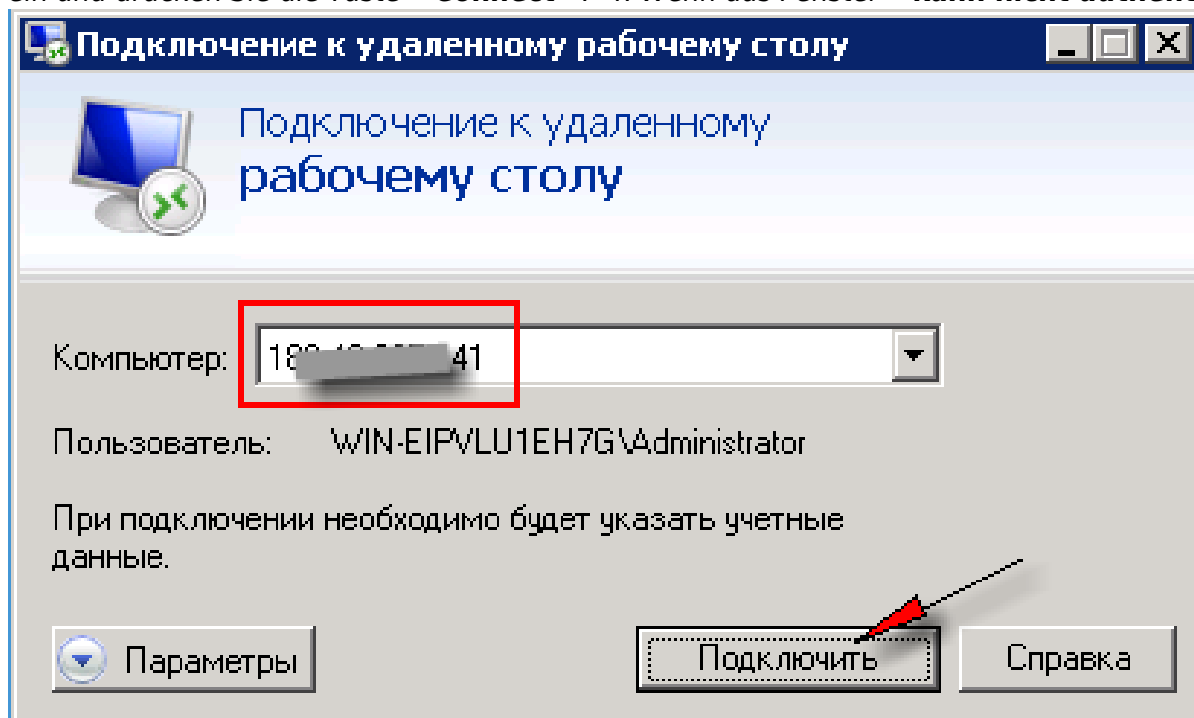 Подключение к удаленному рабочему столу
Подключение к удаленному
рабочему столу
Компьютер: 41
Пользователь: WIN-EIPVLU1EH7G\Administrator
При подключении необходимо будет указать учетные
данные.
Параметры Подключить Справка